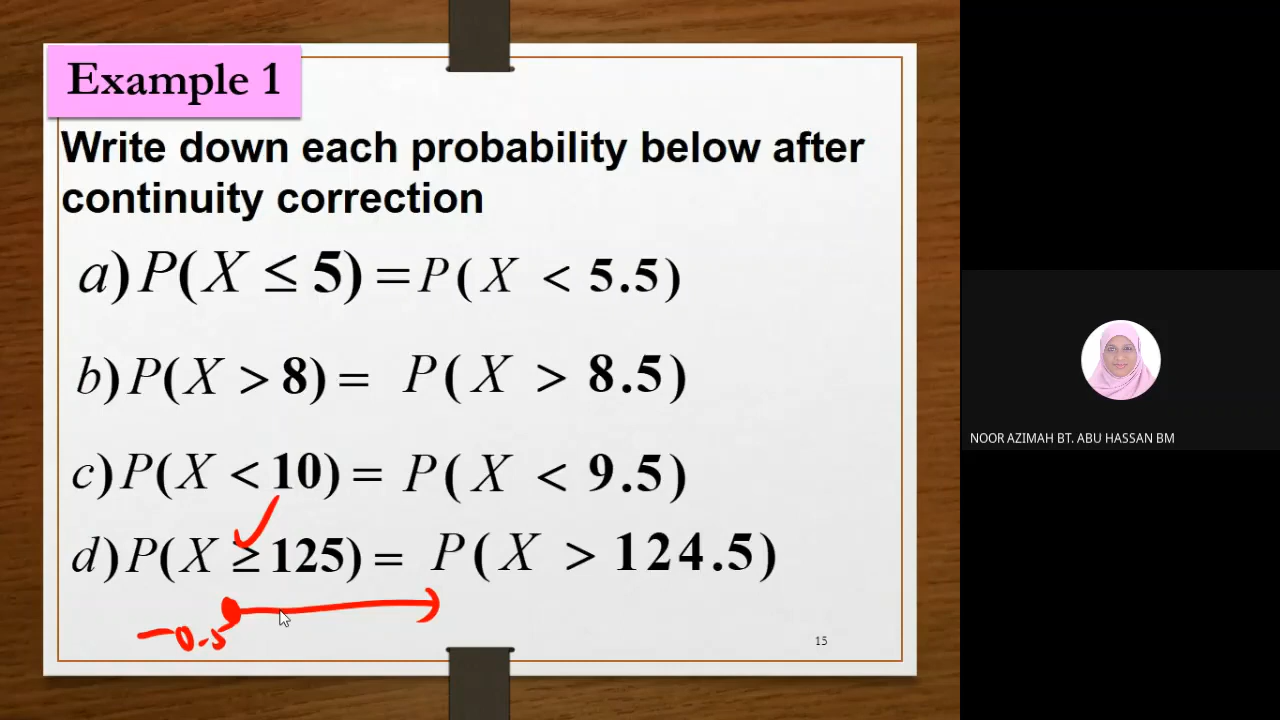 Example 1
Write down each probability below after
continuity correction
a) P(X ≤ 5) = P(X < 5.5)
b) P(X > 8) = P(X > 8.5)
c) P(X < 10) = P(X < 9.5)
d) P(X ≥ 125) = P(X > 124.5)
-0.5
15
NOOR AZIMAH BT. ABU HASSAN BM